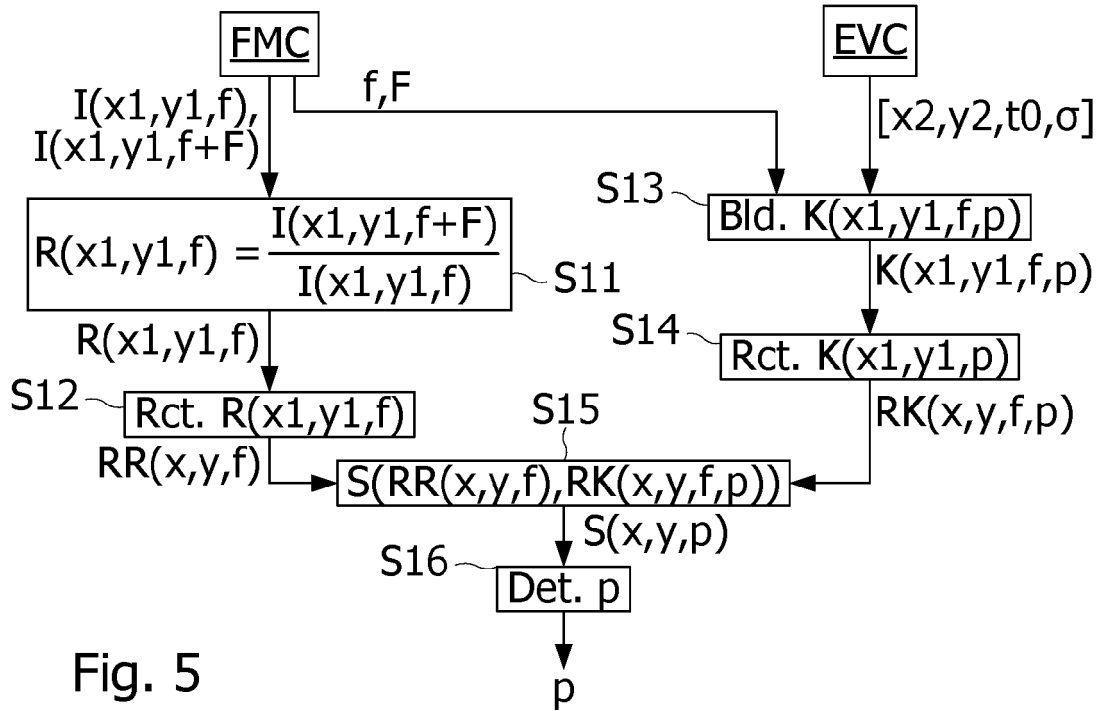 FMC
EVC
f,F
I(x1,y1,f),
I(x1,y1,f+F)
[x2,y2,t0,σ]
S13
Bld. K(x1,y1,f,p)
R(x1,y1,f) = I(x1,y1,f+F)
I(x1,y1,f)
S11
K(x1,y1,f,p)
R(x1,y1,f)
S14
Rct. K(x1,y1,p)
S12
Rct. R(x1,y1,f)
RK(x,y,f,p)
S15
RR(x,y,f)
S(RR(x,y,f),RK(x,y,f,p))
S(x,y,p)
S16
Det. p
p
Fig. 5